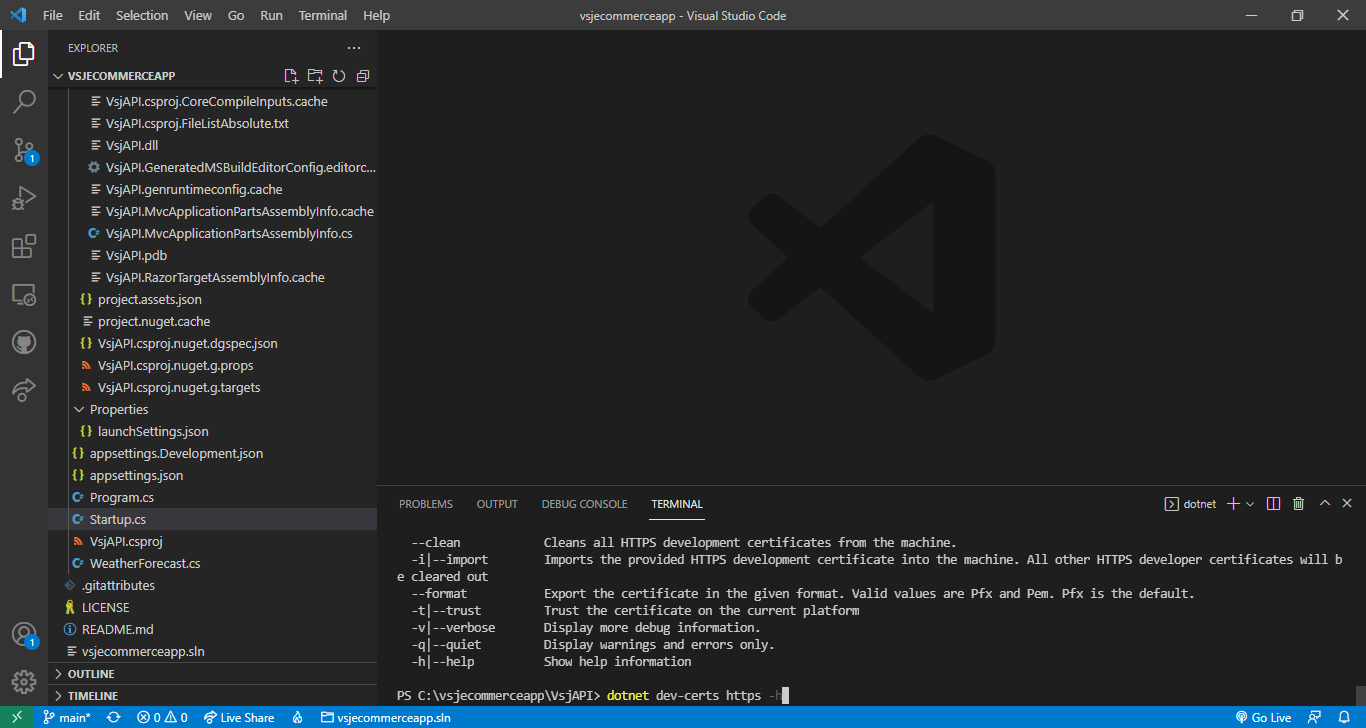 File Edit Selection View Go Run Terminal Help
vsjecommerceapp - Visual Studio Code
EXPLORER
VSJECOMMERCEAPP
VsjAPI.csproj.CoreCompileInputs.cache
VsjAPI.csproj.FileListAbsolute.txt
VsjAPI.dll
VsjAPI.GeneratedMSBuildEditorConfig.editorc...
VsjAPI.genruntimeconfig.cache
VsjAPI.MvcApplicationPartsAssemblyInfo.cache
VsjAPI.MvcApplicationPartsAssemblyInfo.cs
VsjAPI.pdb
VsjAPI.RazorTargetAssemblyInfo.cache
project.assets.json
project.nuget.cache
VsjAPI.csproj.nuget.dgspec.json
VsjAPI.csproj.nuget.g.props
VsjAPI.csproj.nuget.g.targets
Properties
launchSettings.json
appsettings.Development.json
appsettings.json
Program.cs
Startup.cs
VsjAPI.csproj
WeatherForecast.cs
.gitattributes
LICENSE
README.md
vsjecommerceapp.sln
OUTLINE
TIMELINE
1
1
PROBLEMS OUTPUT DEBUG CONSOLE TERMINAL
dotnet
--clean Cleans all HTTPS development certificates from the machine.
-i|--import Imports the provided HTTPS development certificate into the machine. All other HTTPS developer certificates will b
e cleared out
--format Export the certificate in the given format. Valid values are Pfx and Pem. Pfx is the default.
-t|--trust Trust the certificate on the current platform
-v|--verbose Display more debug information.
-q|--quiet Display warnings and errors only.
-h|--help Show help information
PS C:\vsjecommerceapp\VsjAPI> dotnet dev-certs https -h
main* 0 0 Live Share vsjecommerceapp.sln Go Live